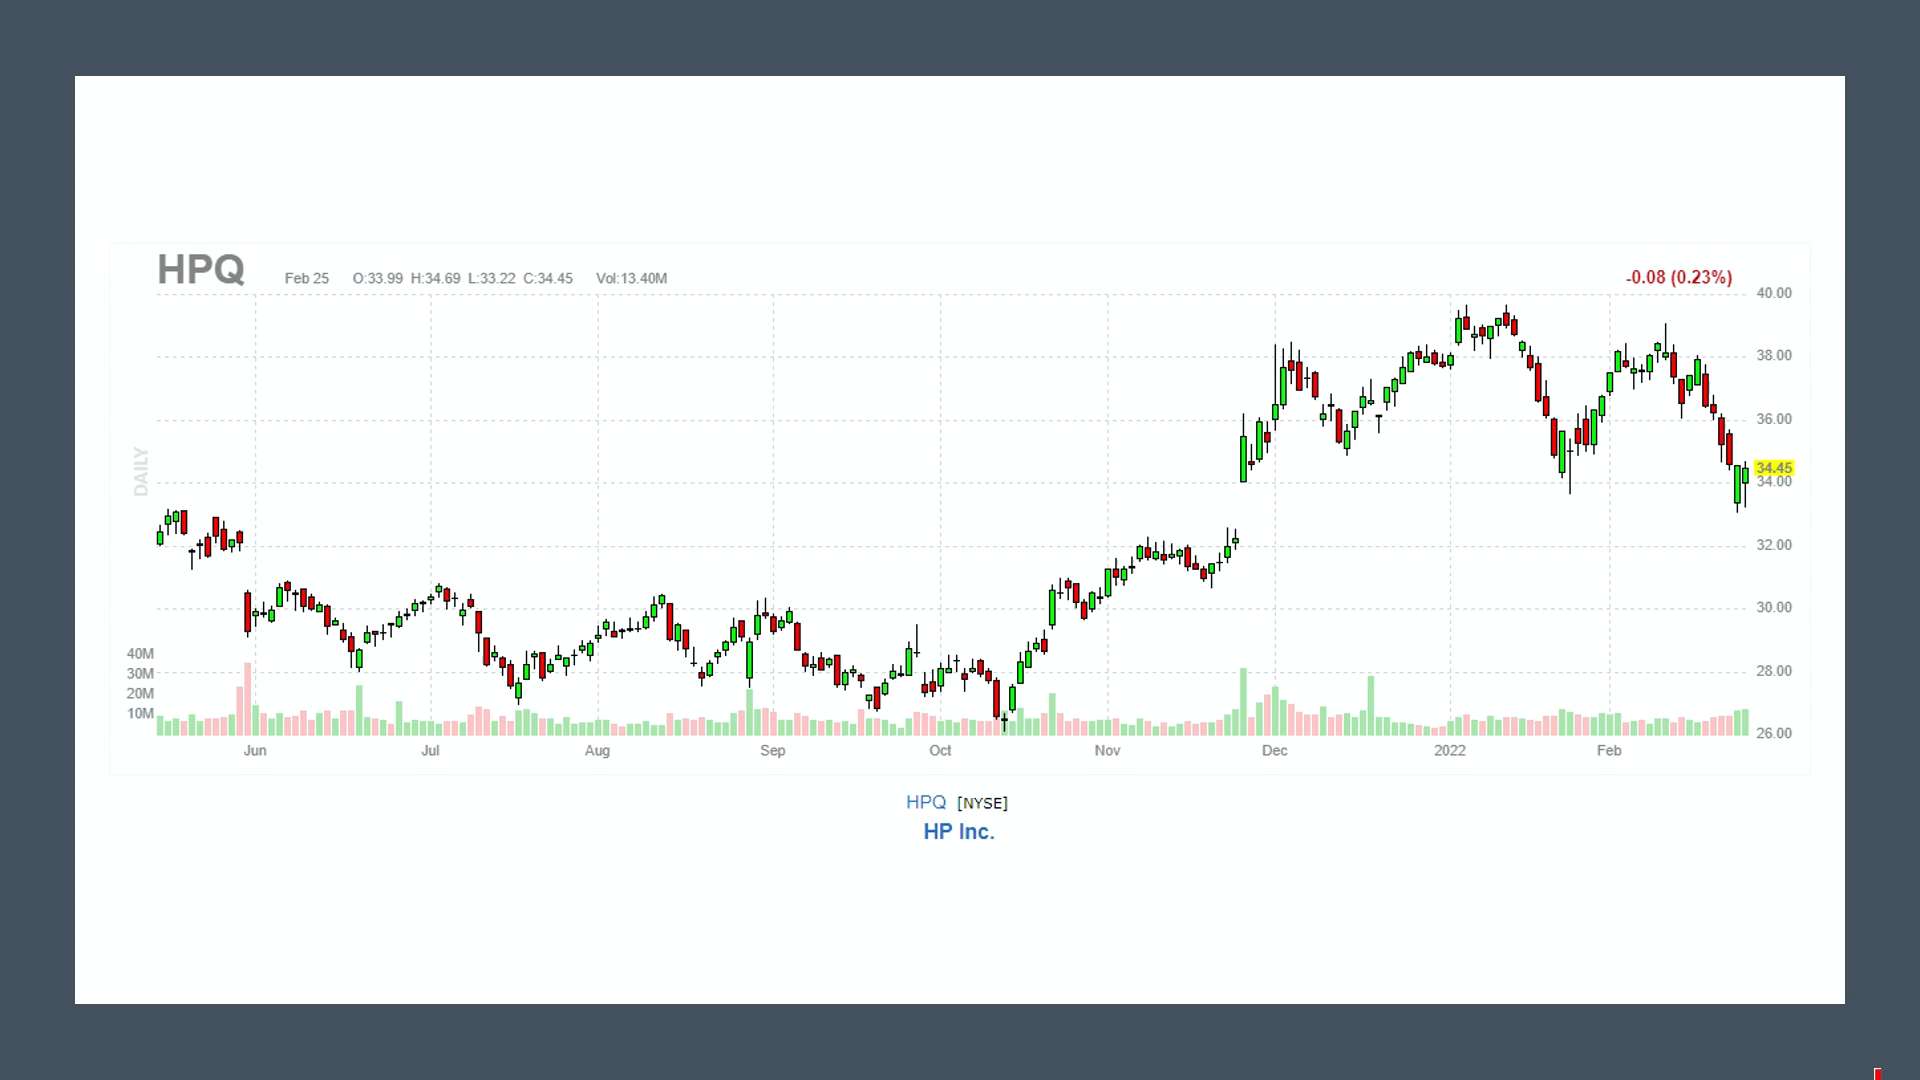 HPQ Feb 25 O:33.99 H:34.69 L:33.22 C:34.45 Vol:13.40M -0.08 (0.23%)
40.00
38.00
36.00
DAILY
34.45
34.00
32.00
30.00
40M
30M
28.00
20M
10M
26.00
Jun Jul Aug Sep Oct Nov Dec 2022 Feb
HPQ [NYSE]
HP Inc.